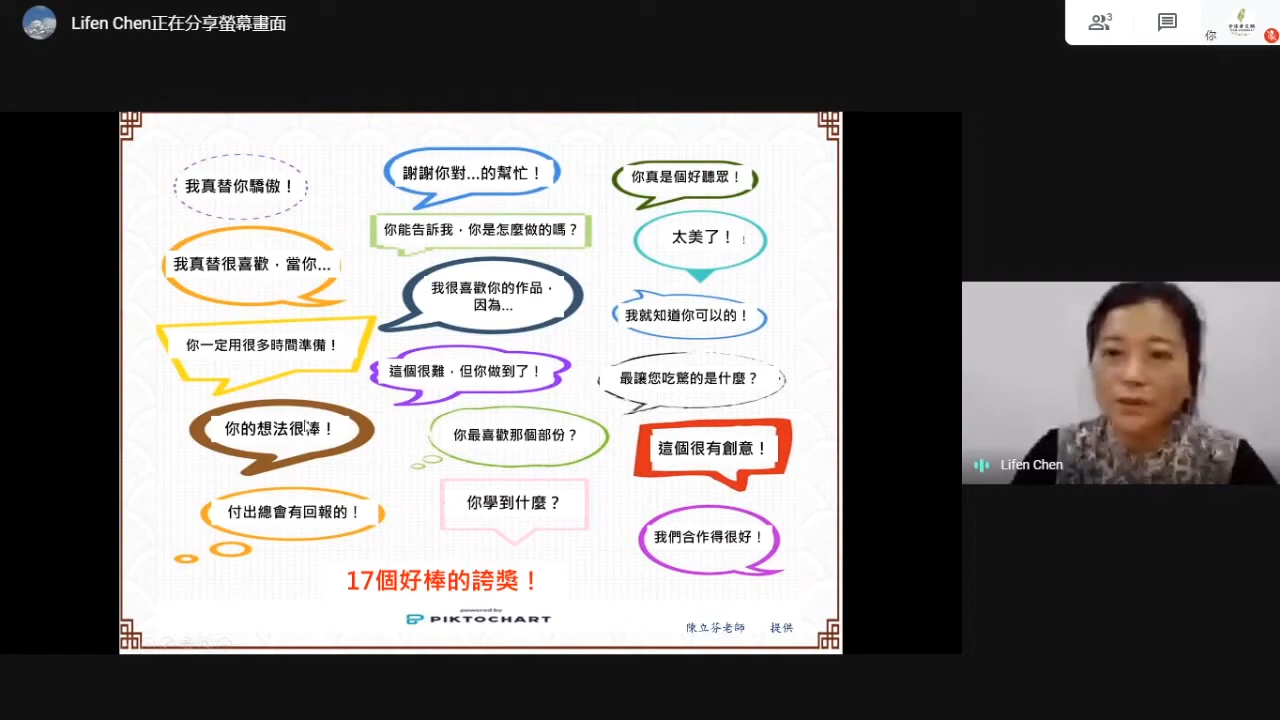 Lifen Chen正在分享螢幕畫面
3
你
我真替你驕傲！
謝謝你對...的幫忙！
你真是個好聽眾！
你能告訴我，你是怎麼做的嗎？
太美了！！
我真替很喜歡，當你...
我很喜歡你的作品，
因為...
我就知道你可以的！
你一定用很多時間準備！
這個很難，但你做到了！
最讓您吃驚的是什麼？
你的想法很棒！
你最喜歡那個部份？
這個很有創意！
付出總會有回報的！
你學到什麼？
我們合作得很好！
17個好棒的誇獎！
powered by
PIKTOCHART
陳立芬老師 提供
Lifen Chen